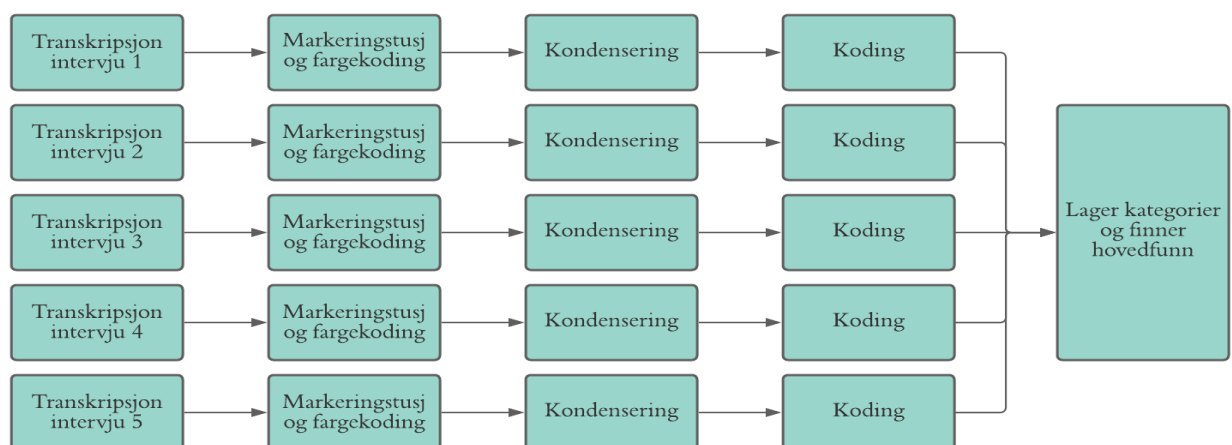 Transkripsjon
intervju 1
Markeringstusj
og fargekoding
Kondensering
Koding
Transkripsjon
intervju 2
Markeringstusj
og fargekoding
Kondensering
Koding
Transkripsjon
intervju 3
Markeringstusj
og fargekoding
Kondensering
Koding
Lager kategorier
og finner
hovedfunn
Transkripsjon
intervju 4
Markeringstusj
og fargekoding
Kondensering
Koding
Transkripsjon
intervju 5
Markeringstusj
og fargekoding
Kondensering
Koding